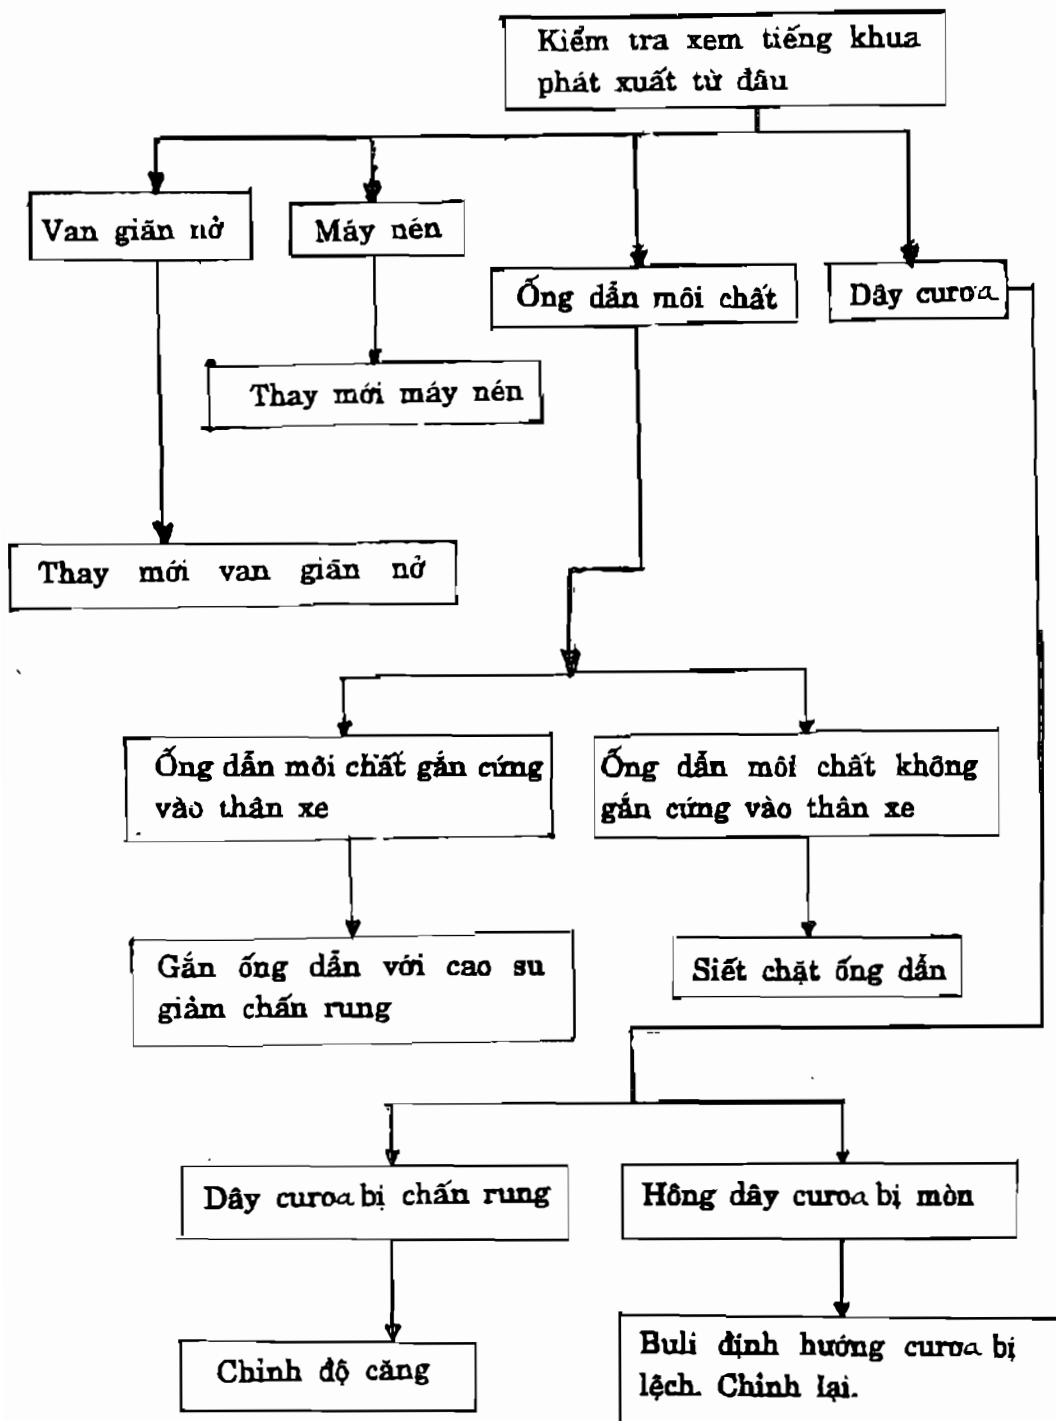 Kiểm tra xem tiếng khua
phát xuất từ đâu
Van giãn nở
Máy nén
Ống dẫn môi chất
Dây curoa
Thay mới máy nén
Thay mới van giãn nở
Ống dẫn môi chất gắn cứng
vào thân xe
Ống dẫn môi chất không
gắn cứng vào thân xe
Gắn ống dẫn với cao su
giảm chấn rung
Siết chặt ống dẫn
Dây curoa bị chấn rung
Hông dây curoa bị mòn
Chỉnh độ căng
Buli định hướng curoa bị
lệch. Chỉnh lại.